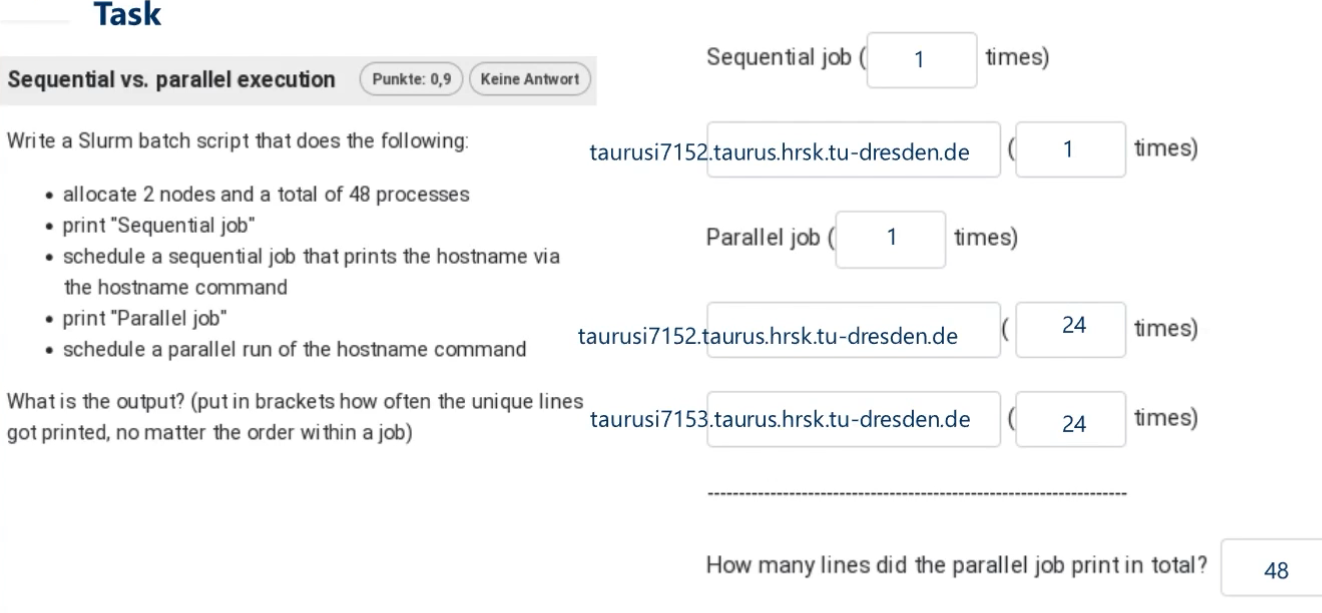 Task
Sequential vs. parallel execution Punkte: 0,9 Keine Antwort
Write a Slurm batch script that does the following:
• allocate 2 nodes and a total of 48 processes
• print "Sequential job"
• schedule a sequential job that prints the hostname via
the hostname command
• print "Parallel job"
• schedule a parallel run of the hostname command
What is the output? (put in brackets how often the unique lines
got printed, no matter the order within a job)
Sequential job ( 1 times)
taurusi7152.taurus.hrsk.tu-dresden.de ( 1 times)
Parallel job ( 1 times)
taurusi7152.taurus.hrsk.tu-dresden.de ( 24 times)
taurusi7153.taurus.hrsk.tu-dresden.de ( 24 times)
--------------------------------------------------------------------
How many lines did the parallel job print in total? 48